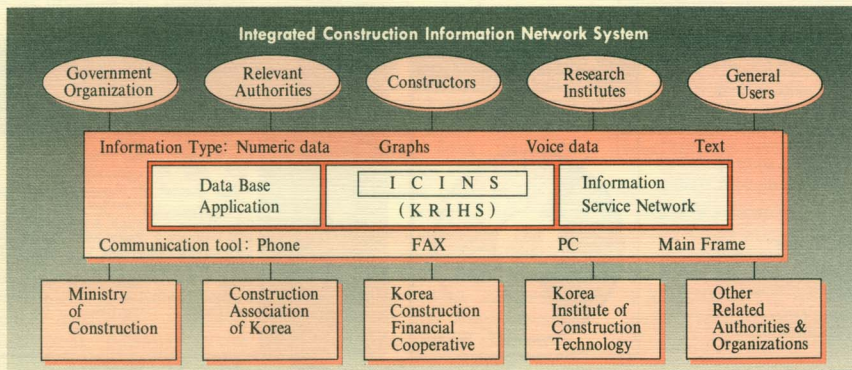 Integrated Construction Information Network System
Government
Organization
Relevant
Authorities
Constructors
Research
Institutes
General
Users
Information Type: Numeric data Graphs Voice data Text
Data Base
Application
I C I N S
(KRIHS)
Information
Service Network
Communication tool: Phone FAX PC Main Frame
Ministry
of
Construction
Construction
Association
of Korea
Korea
Construction
Financial
Cooperative
Korea
Institute of
Construction
Technology
Other
Related
Authorities &
Organizations